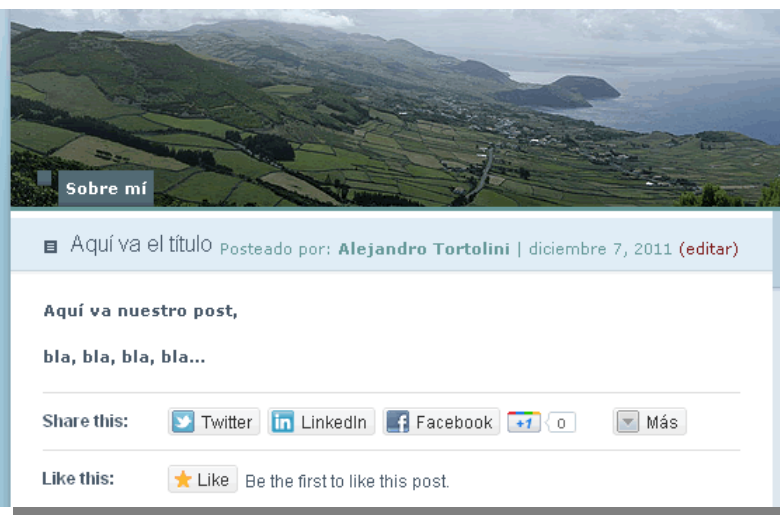 Sobre mí
Aquí va el título Posteado por: Alejandro Tortolini | diciembre 7, 2011 (editar)
Aquí va nuestro post,
bla, bla, bla, bla...
Share this: Twitter in LinkedIn f Facebook +1 0 Más
Like this: Like Be the first to like this post.